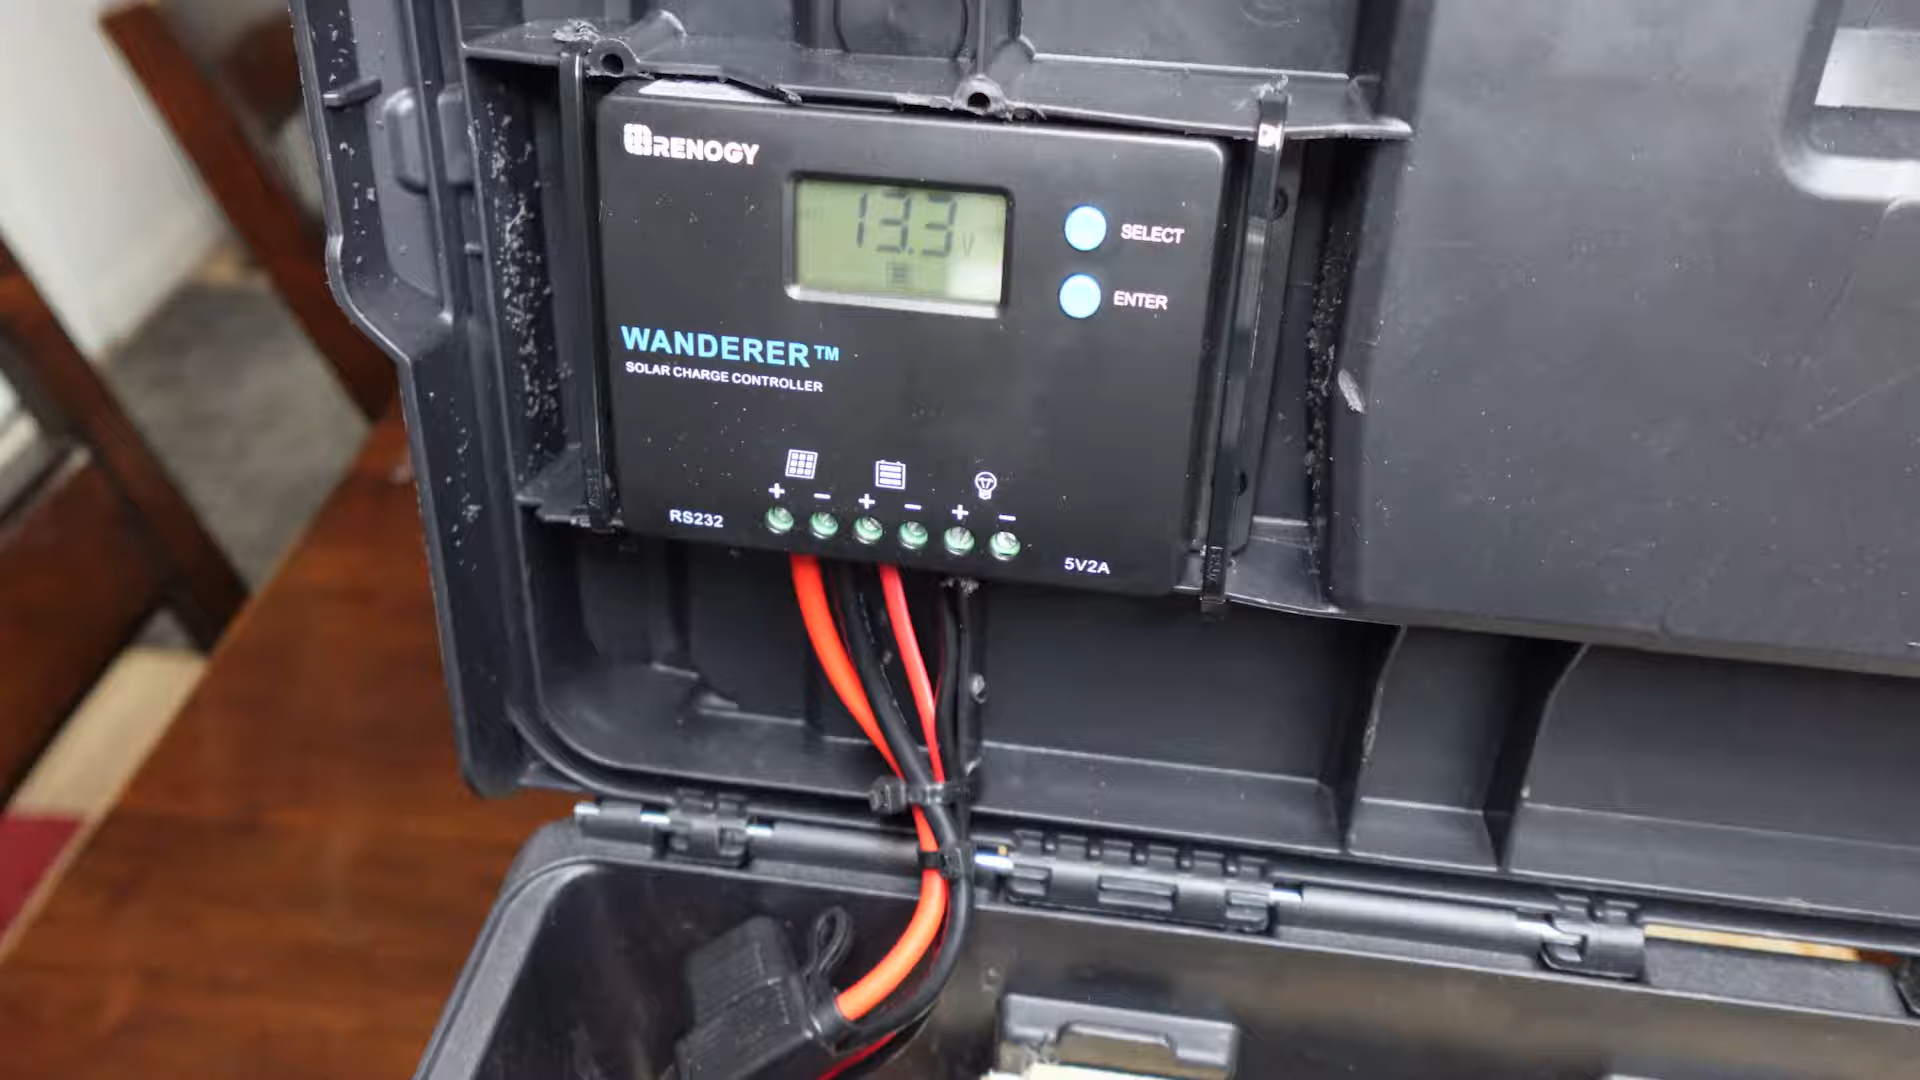 RENOGY
13.3 V
SELECT
ENTER
WANDERER™
SOLAR CHARGE CONTROLLER
+ − + − + −
RS232
5V2A